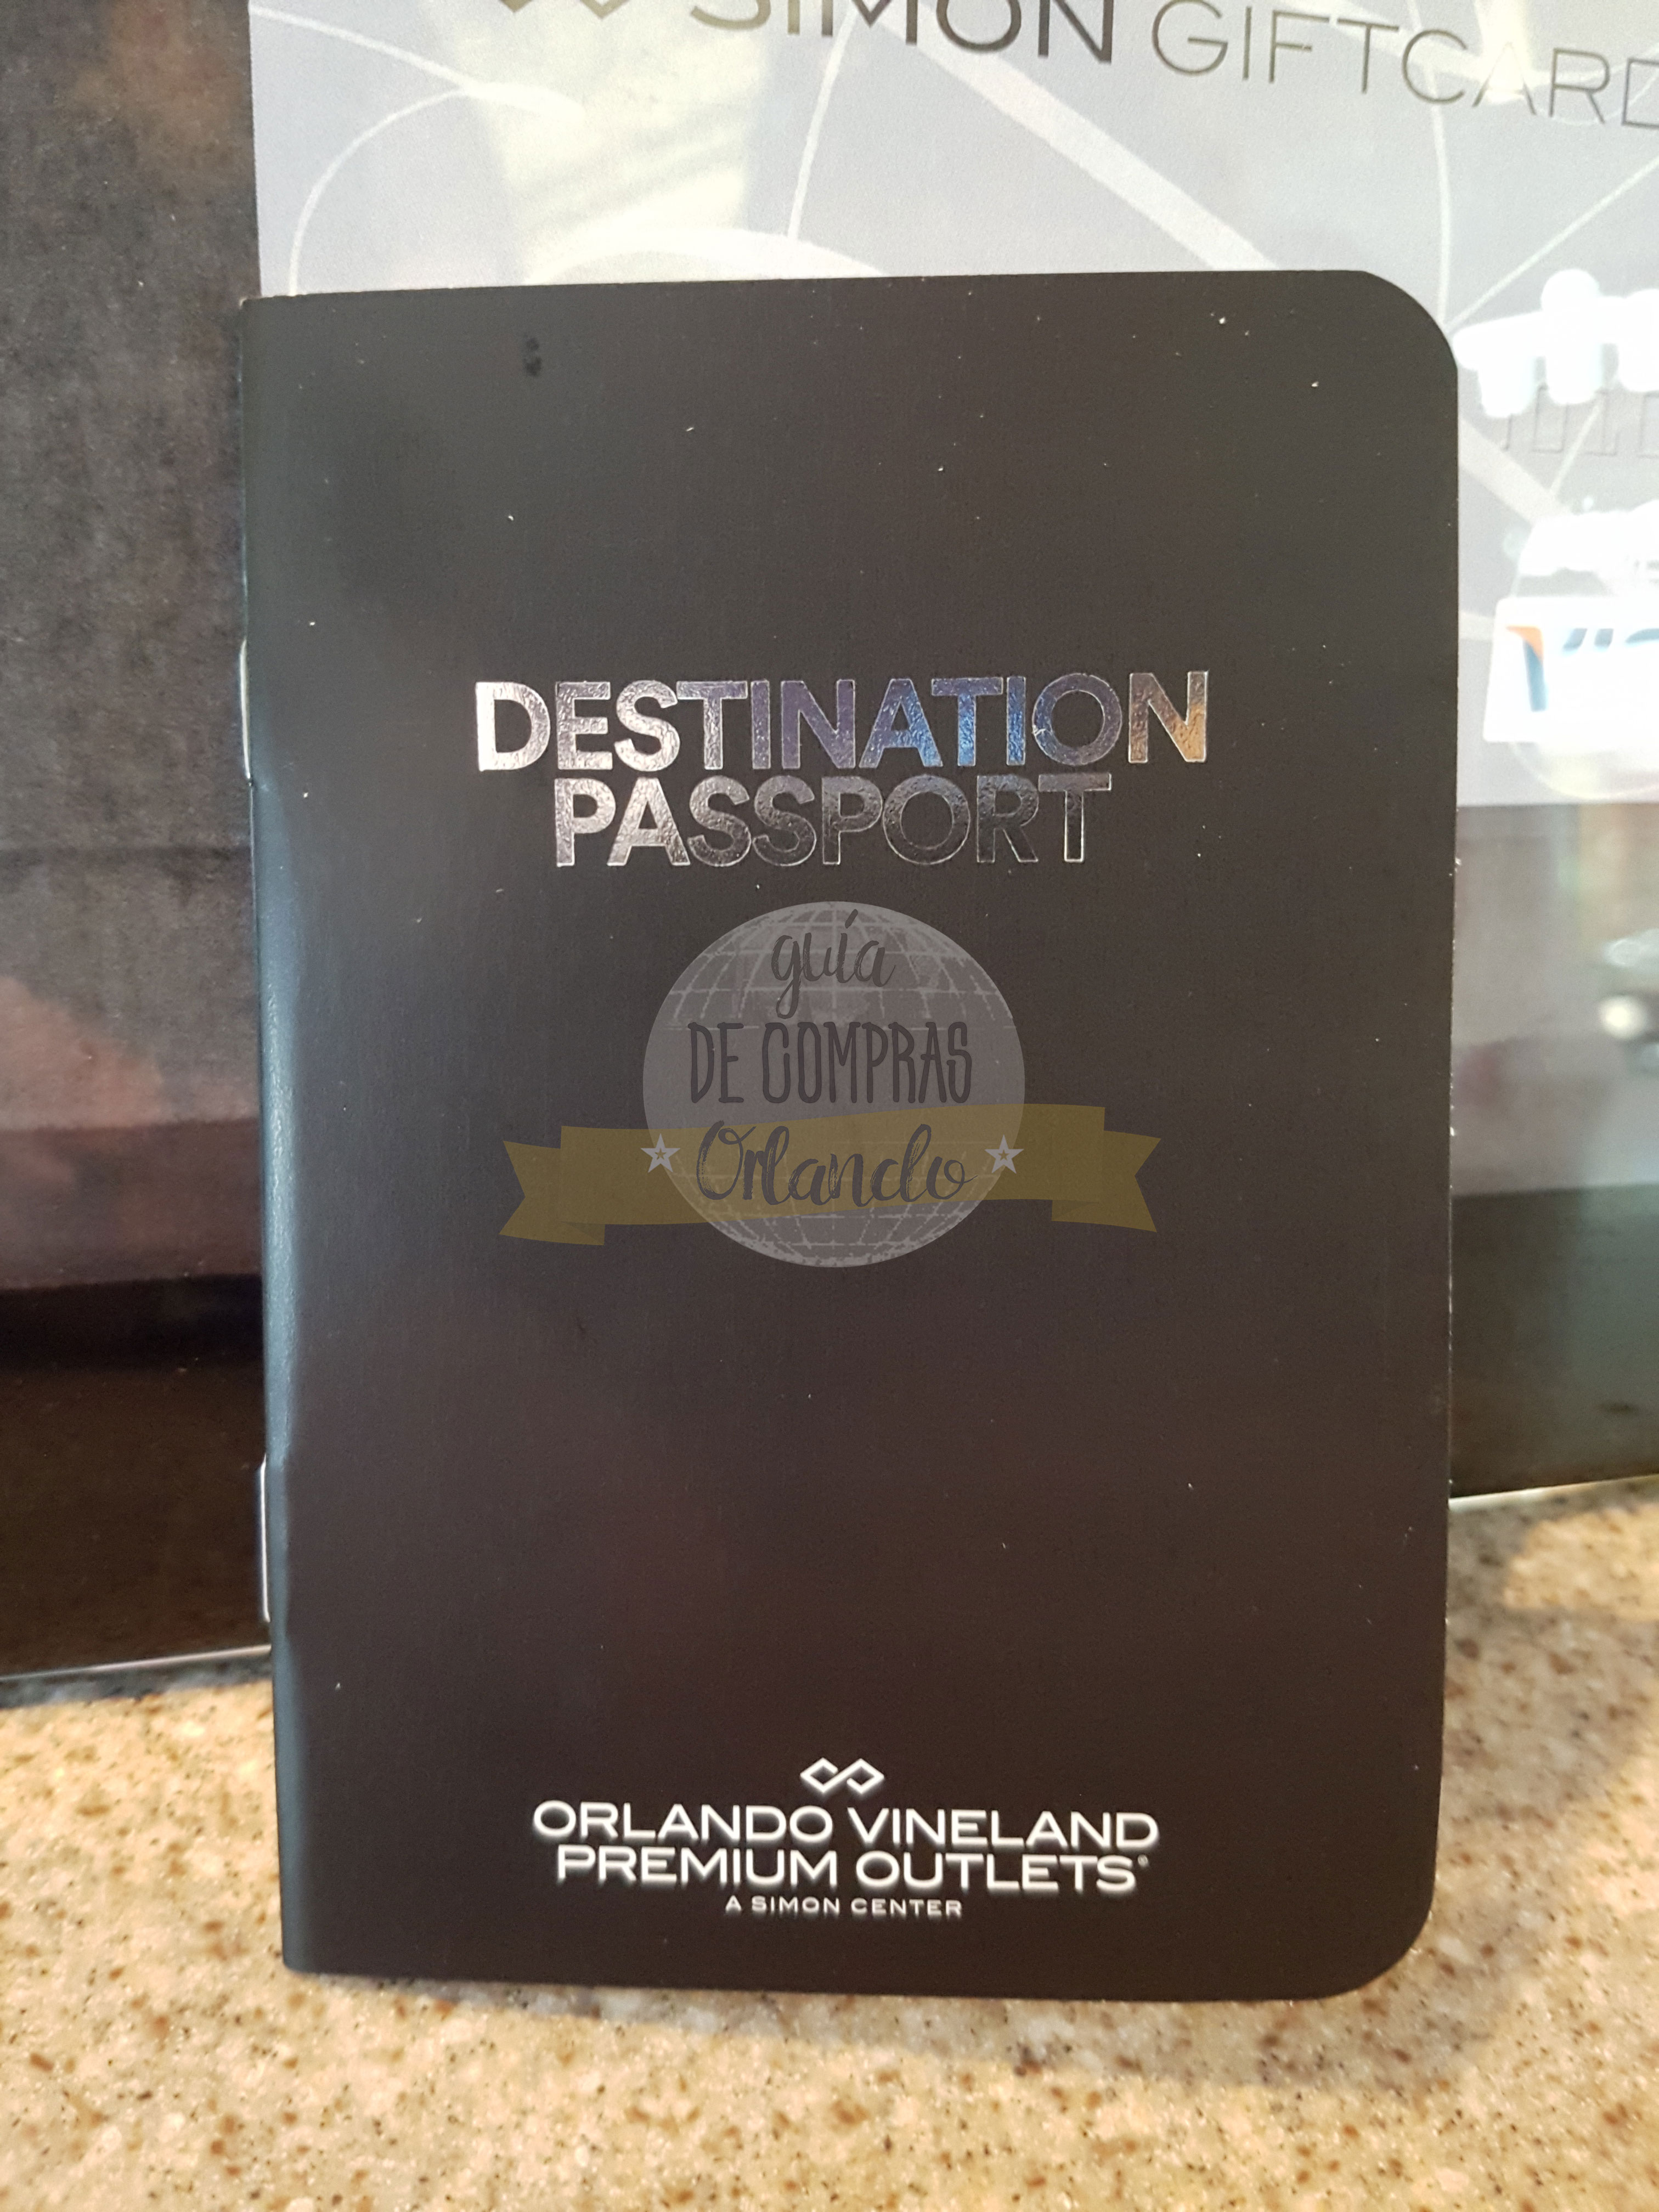 SIMON GIFTCARD
DESTINATION
PASSPORT
guía
DE COMPRAS
Orlando
ORLANDO VINELAND
PREMIUM OUTLETS®
A SIMON CENTER